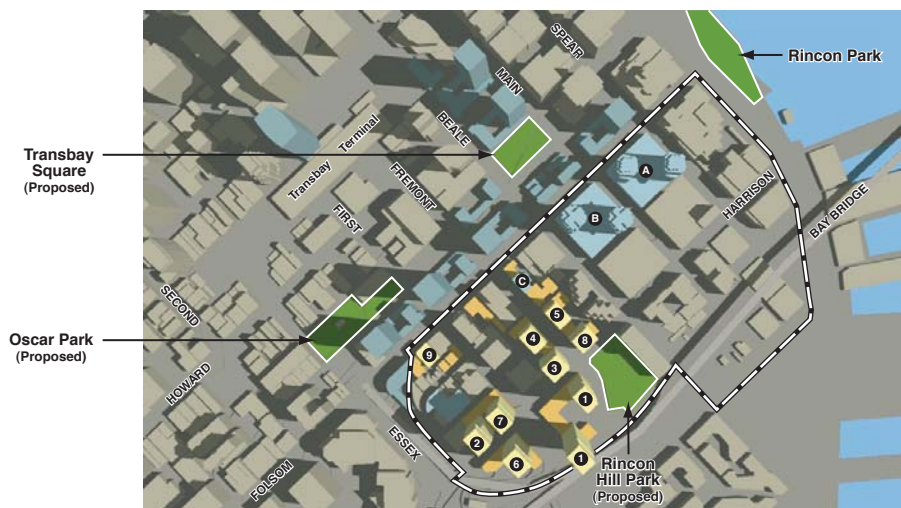 SPEAR
MAIN
BEALE
Rincon Park
Transbay
Square
(Proposed)
Transbay Terminal
FREMONT
FIRST
A
B
HARRISON
BAY BRIDGE
SECOND
C
5
4
8
3
Oscar Park
(Proposed)
9
HOWARD
1
7
2
ESSEX
6
1
FOLSOM
Rincon
Hill Park
(Proposed)